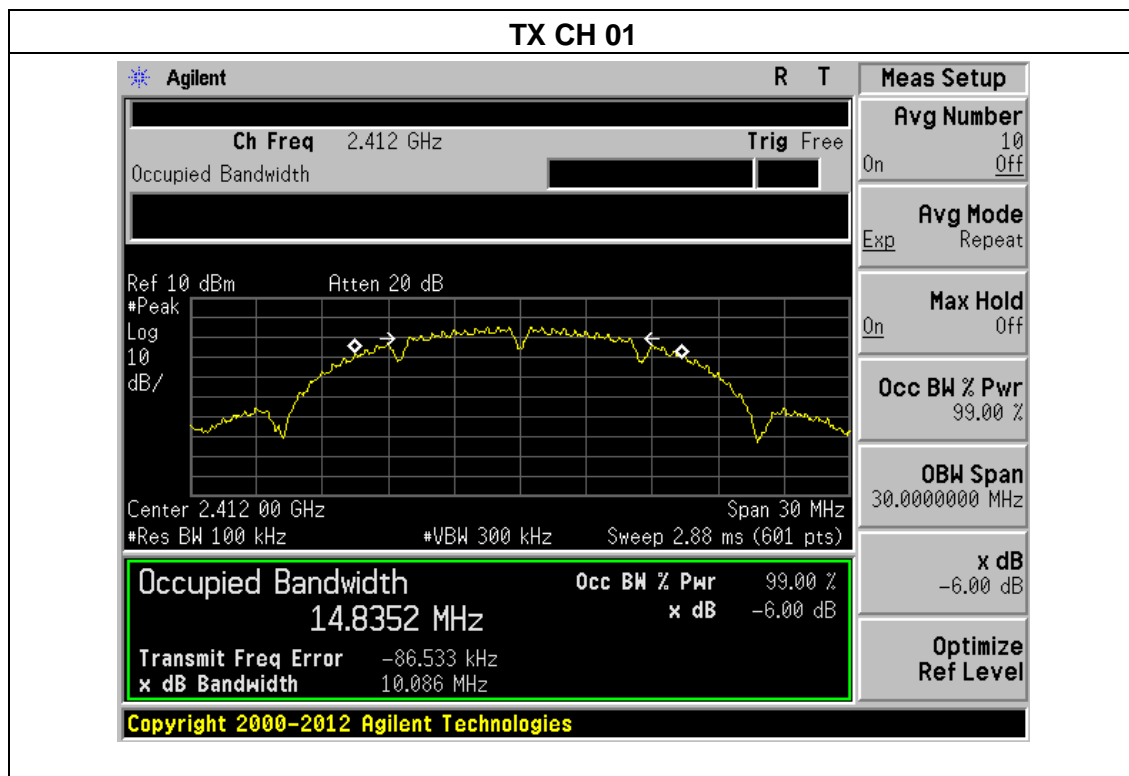 TX CH 01
Agilent R T
Ch Freq 2.412 GHz Trig Free
Occupied Bandwidth
Ref 10 dBm Atten 20 dB
#Peak
Log
10
dB/
Center 2.412 00 GHz Span 30 MHz
#Res BW 100 kHz #VBW 300 kHz Sweep 2.88 ms (601 pts)
Occupied Bandwidth Occ BW % Pwr 99.00 %
14.8352 MHz x dB -6.00 dB
Transmit Freq Error -86.533 kHz
x dB Bandwidth 10.086 MHz
Copyright 2000-2012 Agilent Technologies
Meas Setup
Avg Number
10
On Off
Avg Mode
Exp Repeat
Max Hold
On Off
Occ BW % Pwr
99.00 %
OBW Span
30.0000000 MHz
x dB
-6.00 dB
Optimize
Ref Level